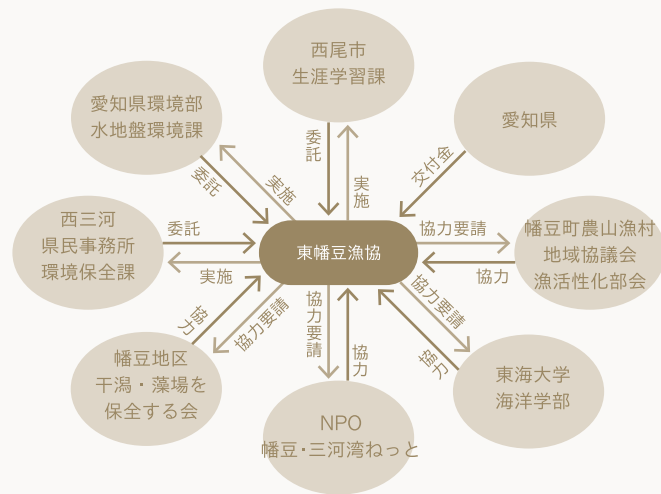 西尾市
生涯学習課
愛知県環境部
水地盤環境課
愛知県
委託
実施
委託
実施
交付金
西三河
県民事務所
環境保全課
委託
実施
東幡豆漁協
協力要請
協力
幡豆町農山漁村
地域協議会
漁活性化部会
協力
協力要請
協力要請
協力
協力要請
協力
幡豆地区
干潟・藻場を
保全する会
NPO
幡豆・三河湾ねっと
東海大学
海洋学部